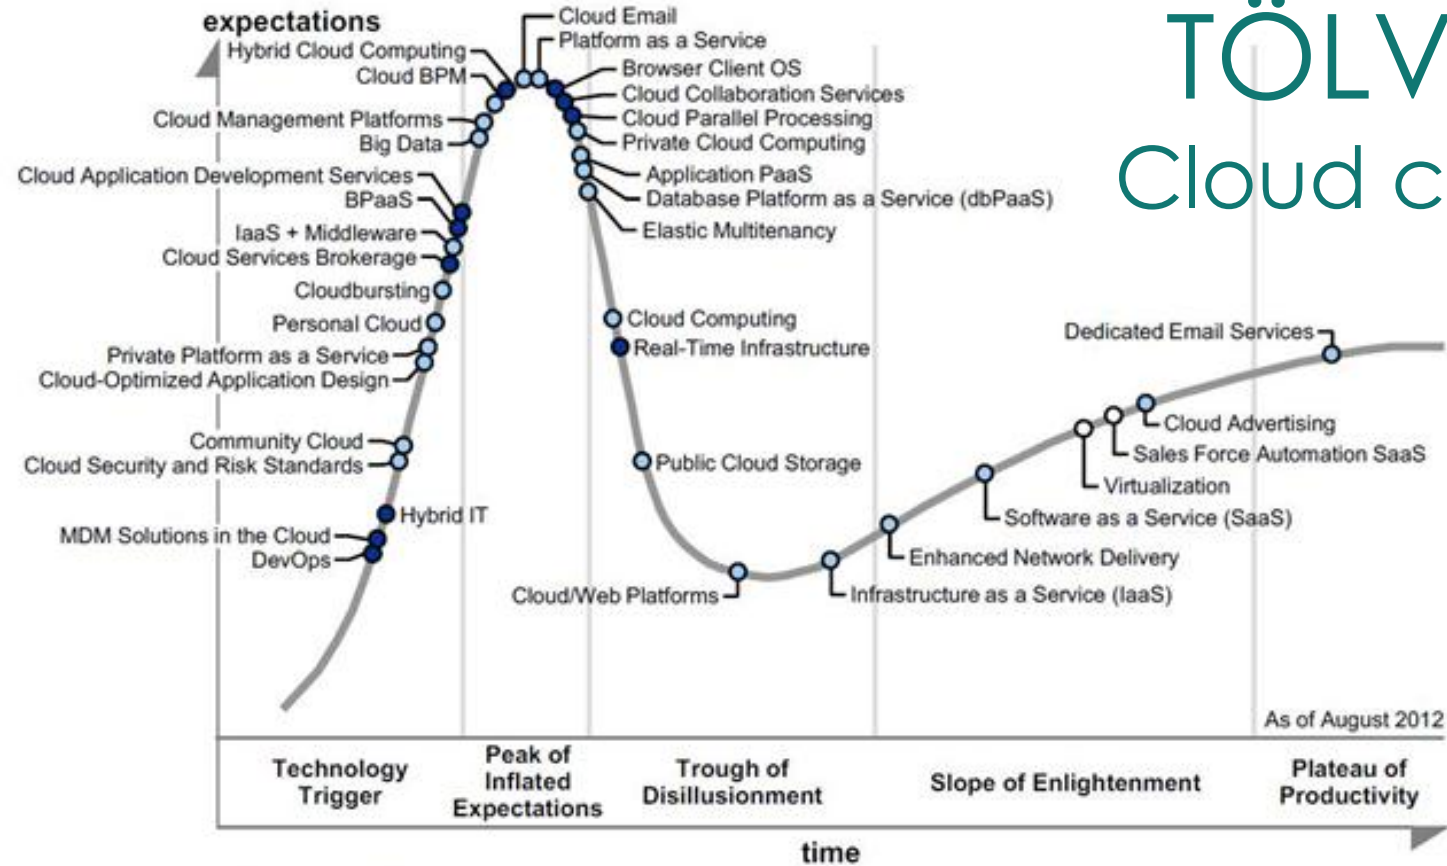 expectations
TÖLV
Cloud c
Cloud Email
Platform as a Service
Hybrid Cloud Computing
Cloud BPM
Browser Client OS
Cloud Collaboration Services
Cloud Management Platforms
Cloud Parallel Processing
Big Data
Private Cloud Computing
Cloud Application Development Services
Application PaaS
BPaaS
Database Platform as a Service (dbPaaS)
IaaS + Middleware
Elastic Multitenancy
Cloud Services Brokerage
Cloudbursting
Personal Cloud
Cloud Computing
Private Platform as a Service
Real-Time Infrastructure
Cloud-Optimized Application Design
Dedicated Email Services
Community Cloud
Cloud Advertising
Cloud Security and Risk Standards
Public Cloud Storage
Sales Force Automation SaaS
Virtualization
Hybrid IT
Software as a Service (SaaS)
MDM Solutions in the Cloud
DevOps
Enhanced Network Delivery
Cloud/Web Platforms
Infrastructure as a Service (IaaS)
As of August 2012
Technology
Trigger
Peak of
Inflated
Expectations
Trough of
Disillusionment
Slope of Enlightenment
Plateau of
Productivity
time